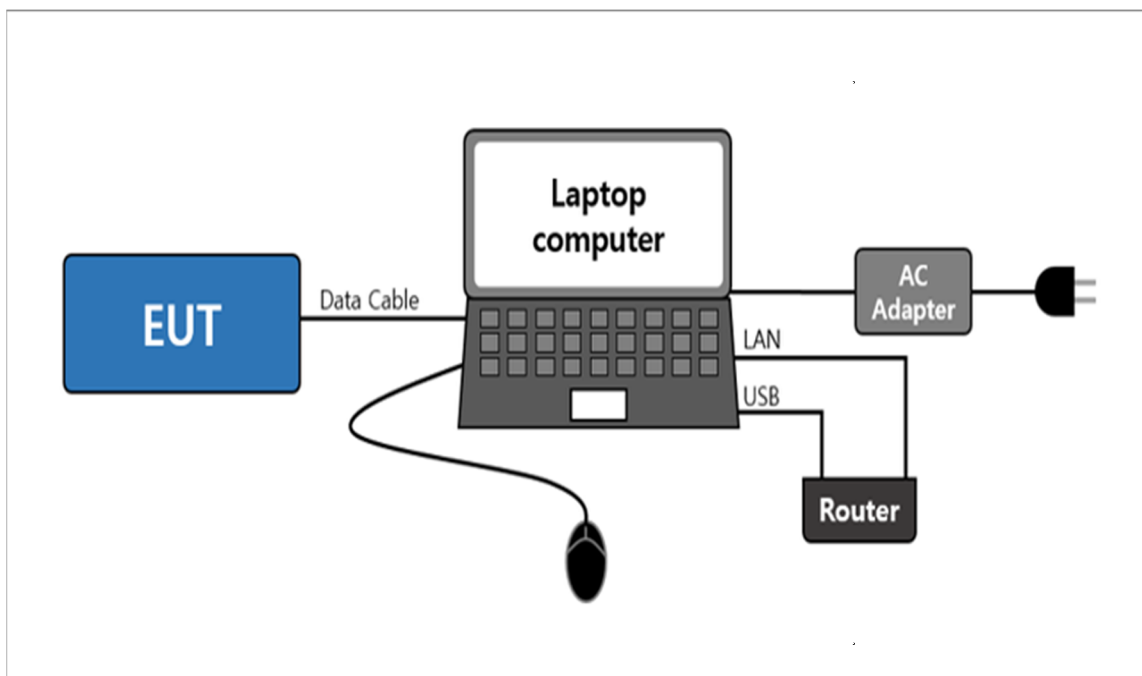 Laptop
computer
EUT
Data Cable
AC
Adapter
LAN
USB
Router